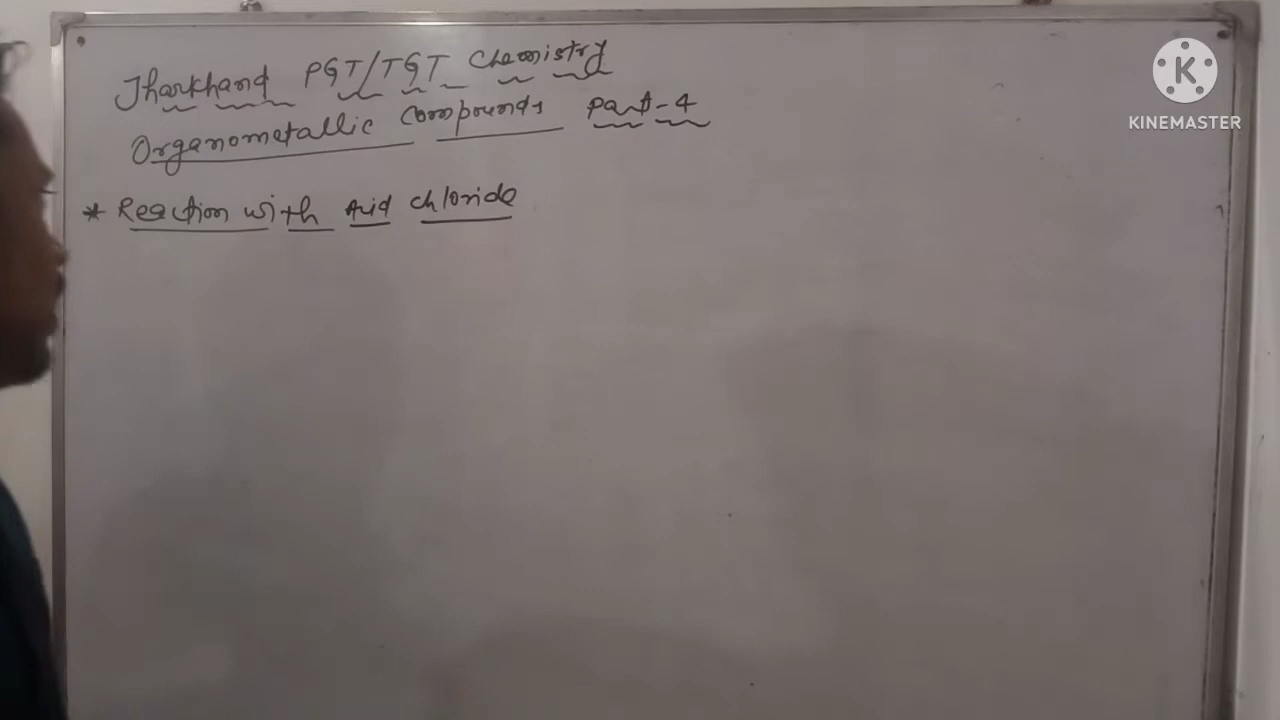 Jharkhand PGT/TGT Chemistry
Organometallic Compounds Part-4
* Reaction with Acid Chloride
K
KINEMASTER